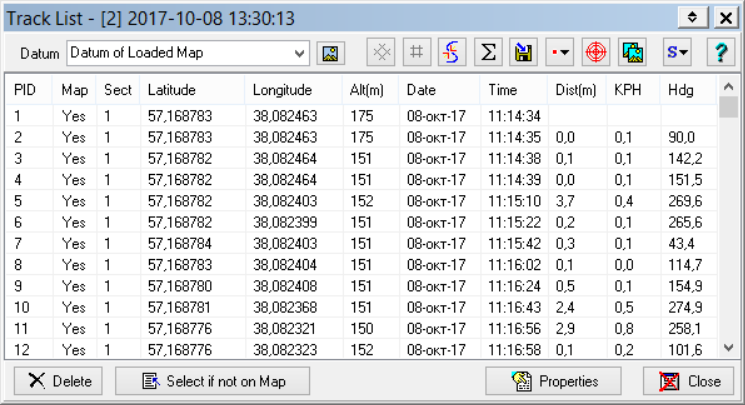 Track List - [2] 2017-10-08 13:30:13
Datum Datum of Loaded Map # S Σ S ?
PID Map Sect Latitude Longitude Alt(m) Date Time Dist(m) KPH Hdg
1 Yes 1 57,168783 38,082463 175 08-окт-17 11:14:34
2 Yes 1 57,168783 38,082463 175 08-окт-17 11:14:35 0,0 0,1 90,0
3 Yes 1 57,168782 38,082464 151 08-окт-17 11:14:38 0,1 0,1 142,2
4 Yes 1 57,168782 38,082464 151 08-окт-17 11:14:39 0,0 0,1 151,5
5 Yes 1 57,168782 38,082403 152 08-окт-17 11:15:10 3,7 0,4 269,6
6 Yes 1 57,168782 38,082399 151 08-окт-17 11:15:22 0,2 0,1 265,6
7 Yes 1 57,168784 38,082403 151 08-окт-17 11:15:42 0,3 0,1 43,4
8 Yes 1 57,168783 38,082404 151 08-окт-17 11:16:02 0,1 0,0 114,7
9 Yes 1 57,168780 38,082408 151 08-окт-17 11:16:24 0,5 0,1 154,9
10 Yes 1 57,168781 38,082368 151 08-окт-17 11:16:43 2,4 0,5 274,9
11 Yes 1 57,168776 38,082321 150 08-окт-17 11:16:56 2,9 0,8 258,1
12 Yes 1 57,168776 38,082323 152 08-окт-17 11:16:58 0,1 0,2 101,6
Delete Select if not on Map Properties Close